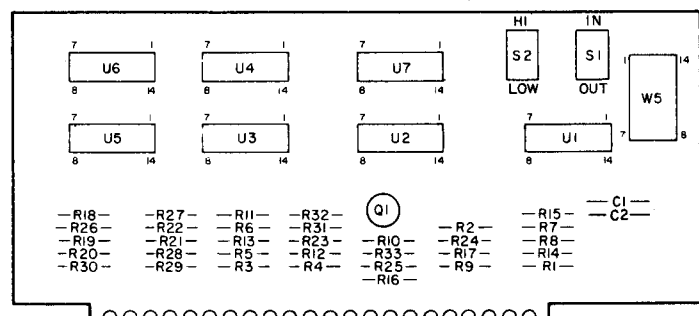 HI IN
7 1 7 1 7 1 S2 S1 1 14
U6 U4 U7 W5
8 14 8 14 8 14 LOW OUT
7 1 7 1 7 1 7 1 7 8
U5 U3 U2 U1
8 14 8 14 8 14 8 14
C1
R18 R27 R11 R32 Q1 R15 C2
R26 R22 R6 R31 R2 R7
R19 R21 R13 R23 R10 R24 R8
R20 R28 R5 R12 R33 R17 R14
R30 R29 R3 R4 R25 R9 R1
R16